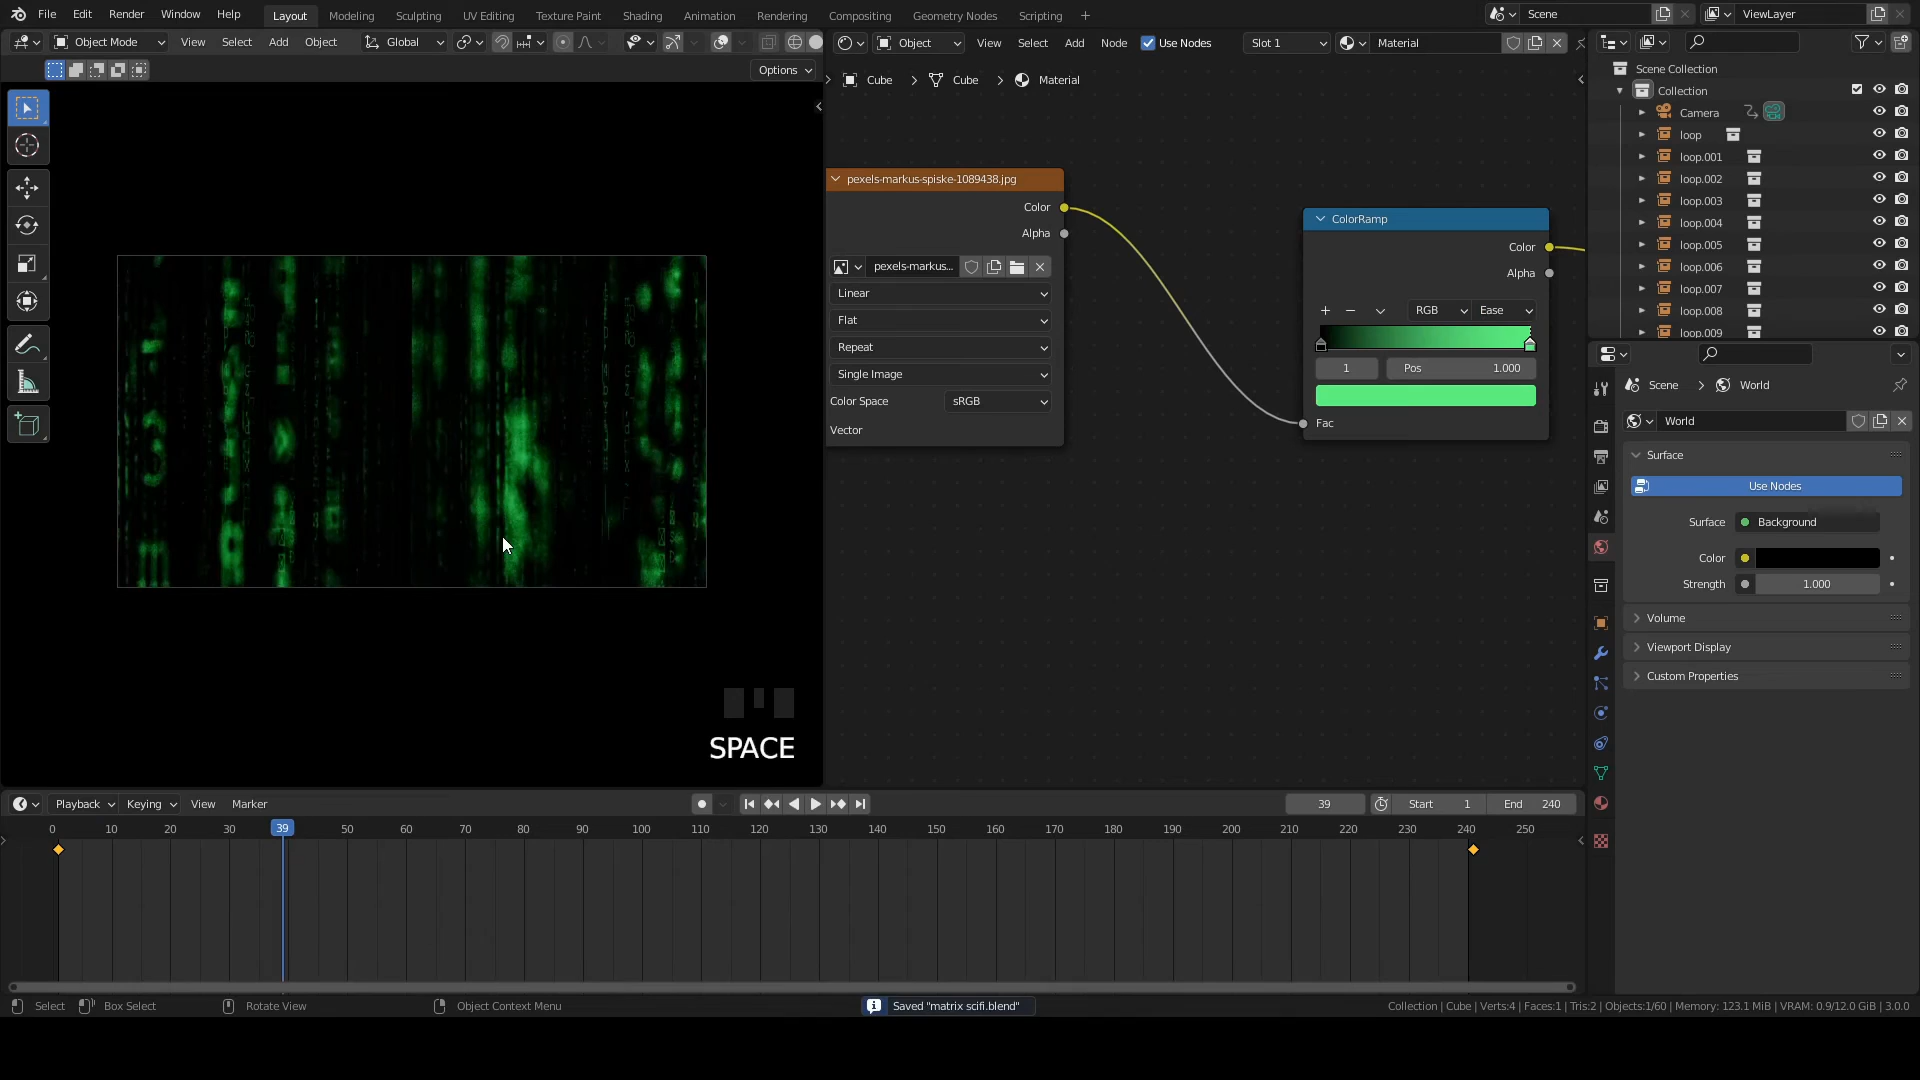 File Edit Render Window Help Layout Modeling Sculpting UV Editing Texture Paint Shading Animation Rendering Compositing Geometry Nodes Scripting + Scene ViewLayer
Object Mode View Select Add Object Global Object View Select Add Node Use Nodes Slot 1 Material
Options
Cube > Cube > Material
Scene Collection
Collection
Camera
loop
loop.001
loop.002
loop.003
loop.004
loop.005
loop.006
loop.007
loop.008
loop.009
pexels-markus-spiske-1089438.jpg
Color
Alpha
pexels-markus...
Linear
Flat
Repeat
Single Image
Color Space sRGB
Vector
ColorRamp
Color
Alpha
RGB Ease
1 Pos 1.000
Fac
Scene > World
World
Surface
Use Nodes
Surface Background
Color
Strength 1.000
Volume
Viewport Display
Custom Properties
SPACE
Playback Keying View Marker 39 Start 1 End 240
0 10 20 30 39 50 60 70 80 90 100 110 120 130 140 150 160 170 180 190 200 210 220 230 240 250
Select Box Select Rotate View Object Context Menu Saved "matrix scifi.blend" Collection | Cube | Verts:4 | Faces:1 | Tris:2 | Objects:1/60 | Memory: 123.1 MiB | VRAM: 0.9/12.0 GiB | 3.0.0